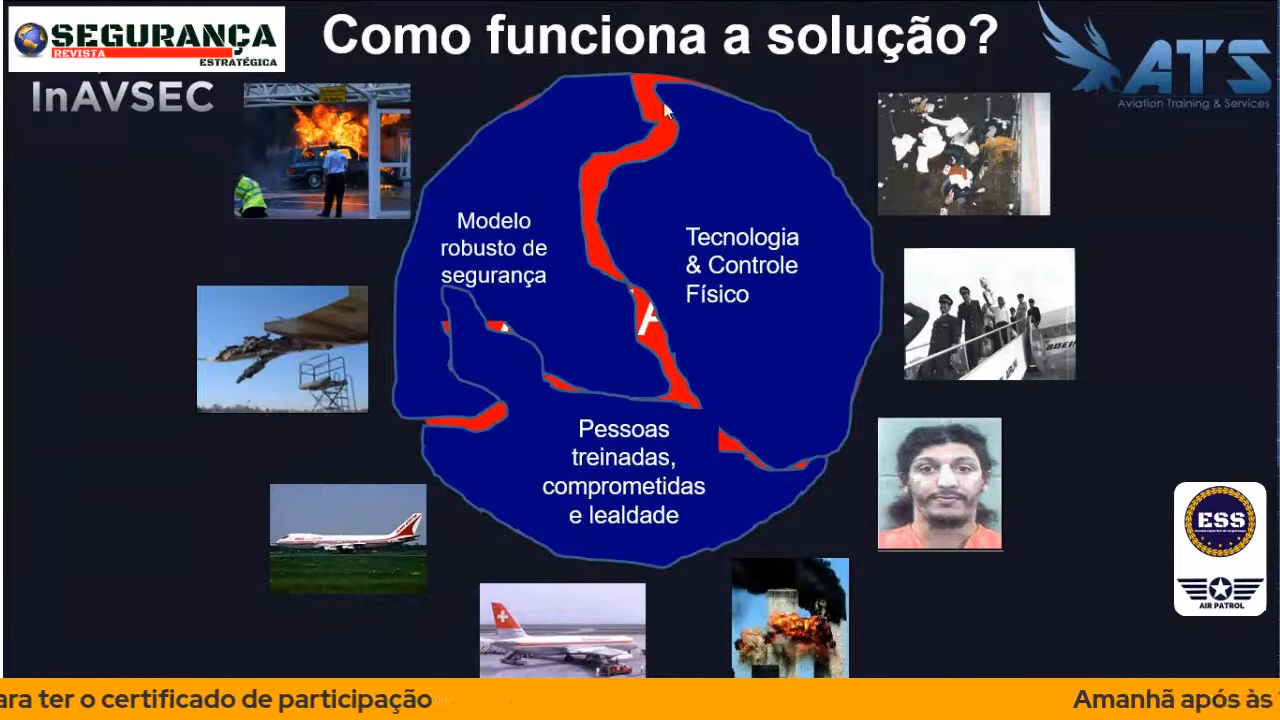 SEGURANÇA
REVISTA
ESTRATÉGICA
Como funciona a solução?
ATS
Aviation Training & Services
InAVSEC
Modelo
robusto de
segurança
Tecnologia
& Controle
Físico
A
Pessoas
treinadas,
comprometidas
e lealdade
ESS
AIR PATROL
ara ter o certificado de participação
Amanhã após às